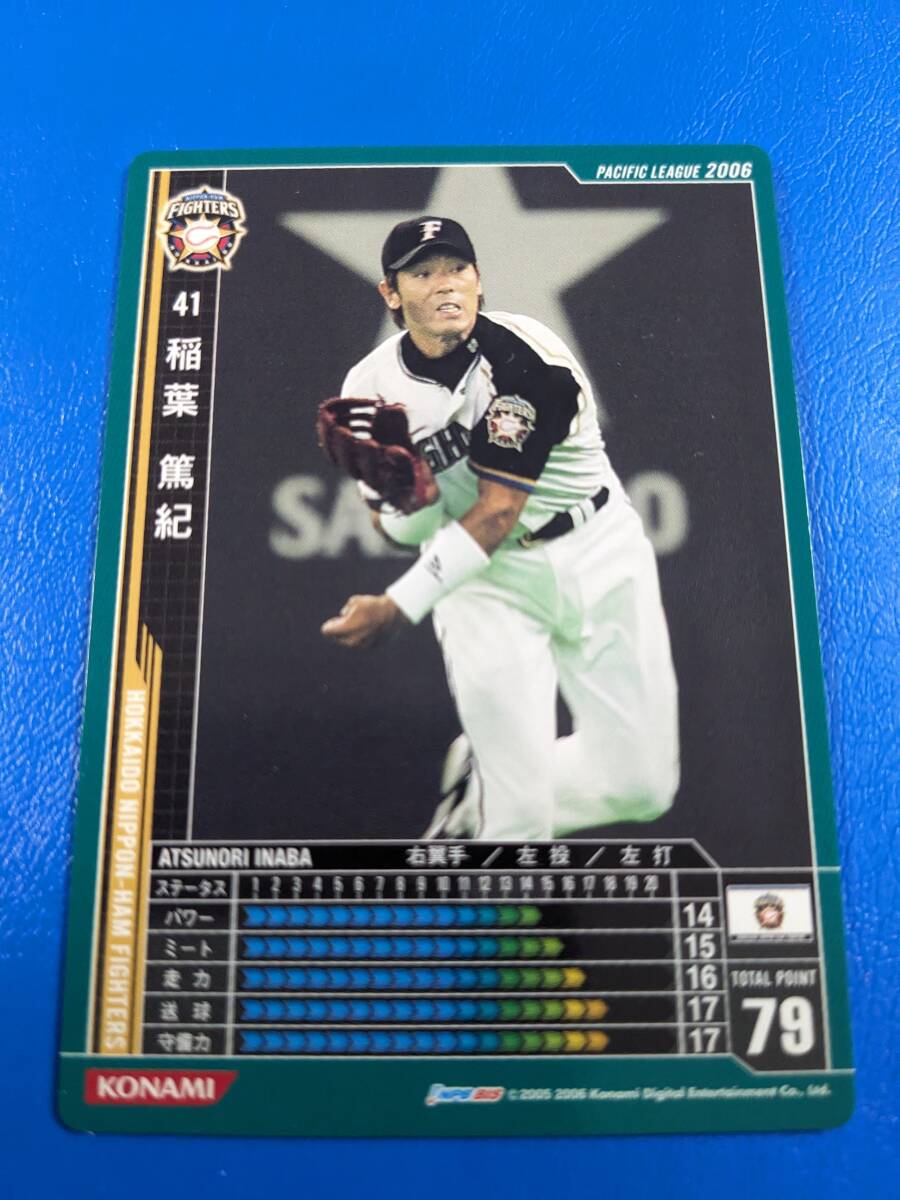 PACIFIC LEAGUE 2006
FIGHTERS
41
稲葉 篤紀
F
FIGHTERS
SA
O
HOKKAIDO NIPPON-HAM FIGHTERS
ATSUNORI INABA 右翼手 / 左投 / 左打
ステータス 1 2 3 4 5 6 7 8 9 10 11 12 13 14 15 16 17 18 19 20
パワー 14
ミート 15
走力 16
送球 17
守備力 17
TOTAL POINT
79
KONAMI
NPB BIS ©2005 2006 Konami Digital Entertainment Co., Ltd.